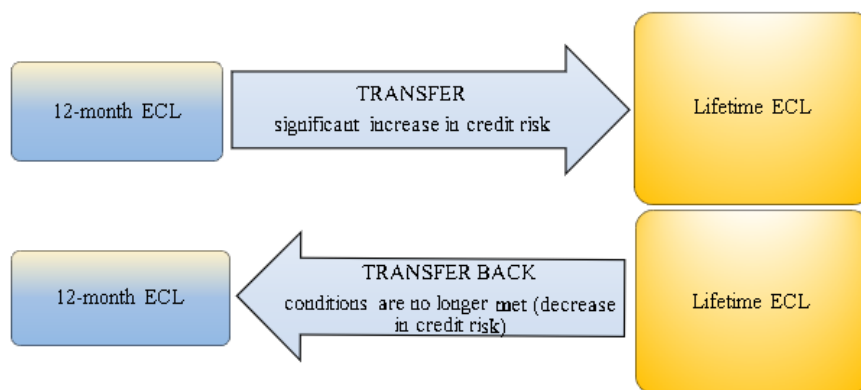 12-month ECL
TRANSFER
significant increase in credit risk
Lifetime ECL
12-month ECL
TRANSFER BACK
conditions are no longer met (decrease
in credit risk)
Lifetime ECL